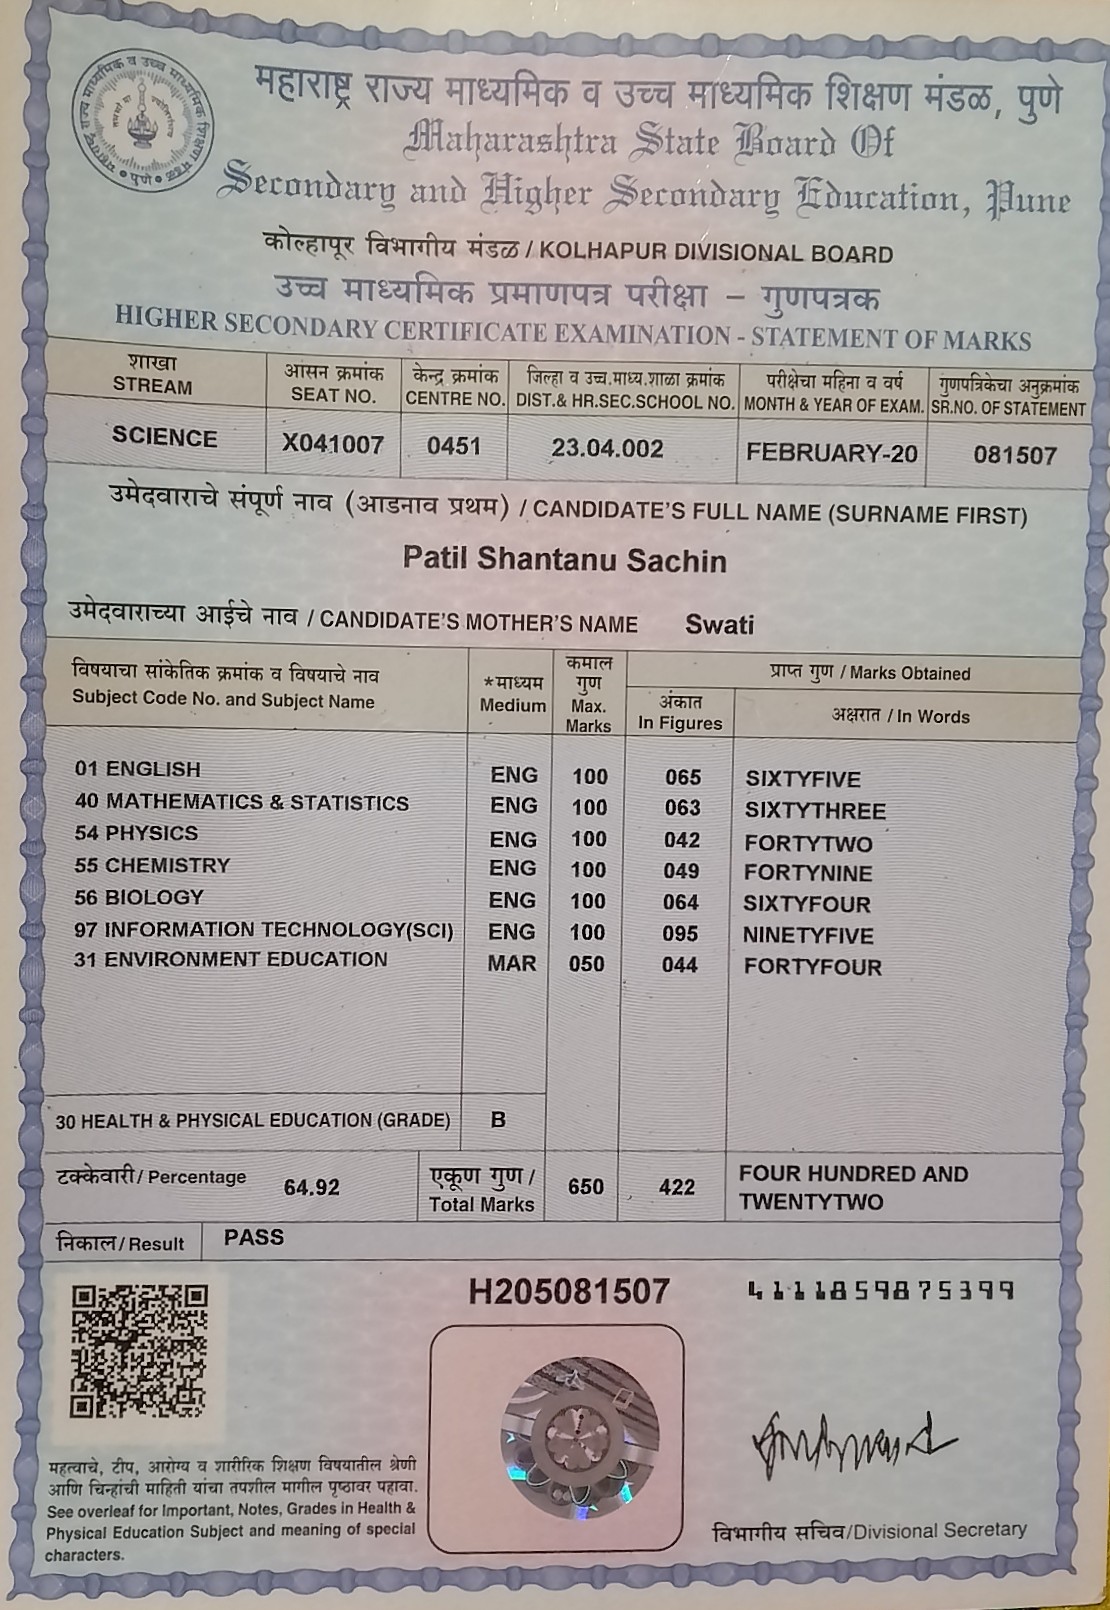 महाराष्ट्र राज्य माध्यमिक व उच्च माध्यमिक शिक्षण मंडळ, पुणे
Maharashtra State Board Of
Secondary and Higher Secondary Education, Pune
कोल्हापूर विभागीय मंडळ / KOLHAPUR DIVISIONAL BOARD
उच्च माध्यमिक प्रमाणपत्र परीक्षा – गुणपत्रक
HIGHER SECONDARY CERTIFICATE EXAMINATION - STATEMENT OF MARKS
शाखा आसन क्रमांक केन्द्र क्रमांक जिल्हा व उच्च.माध्य.शाळा क्रमांक परीक्षेचा महिना व वर्ष गुणपत्रिकेचा अनुक्रमांक
STREAM SEAT NO. CENTRE NO. DIST.& HR.SEC.SCHOOL NO. MONTH & YEAR OF EXAM. SR.NO. OF STATEMENT
SCIENCE X041007 0451 23.04.002 FEBRUARY-20 081507
उमेदवाराचे संपूर्ण नाव (आडनाव प्रथम) / CANDIDATE'S FULL NAME (SURNAME FIRST)
Patil Shantanu Sachin
उमेदवाराच्या आईचे नाव / CANDIDATE'S MOTHER'S NAME Swati
विषयाचा सांकेतिक क्रमांक व विषयाचे नाव
Subject Code No. and Subject Name
*माध्यम
Medium
कमाल
गुण
Max.
Marks
प्राप्त गुण / Marks Obtained
अंकात
In Figures
अक्षरात / In Words
01 ENGLISH ENG 100 065 SIXTYFIVE
40 MATHEMATICS & STATISTICS ENG 100 063 SIXTYTHREE
54 PHYSICS ENG 100 042 FORTYTWO
55 CHEMISTRY ENG 100 049 FORTYNINE
56 BIOLOGY ENG 100 064 SIXTYFOUR
97 INFORMATION TECHNOLOGY(SCI) ENG 100 095 NINETYFIVE
31 ENVIRONMENT EDUCATION MAR 050 044 FORTYFOUR
30 HEALTH & PHYSICAL EDUCATION (GRADE) B
टक्केवारी/ Percentage 64.92
एकूण गुण /
Total Marks
650 422
FOUR HUNDRED AND
TWENTYTWO
निकाल/ Result PASS
H205081507 4111859875399
महत्वाचे, टीप, आरोग्य व शारीरिक शिक्षण विषयातील श्रेणी
आणि चिन्हांची माहिती यांचा तपशील मागील पृष्ठावर पहावा.
See overleaf for Important, Notes, Grades in Health &
Physical Education Subject and meaning of special
characters.
विभागीय सचिव/Divisional Secretary